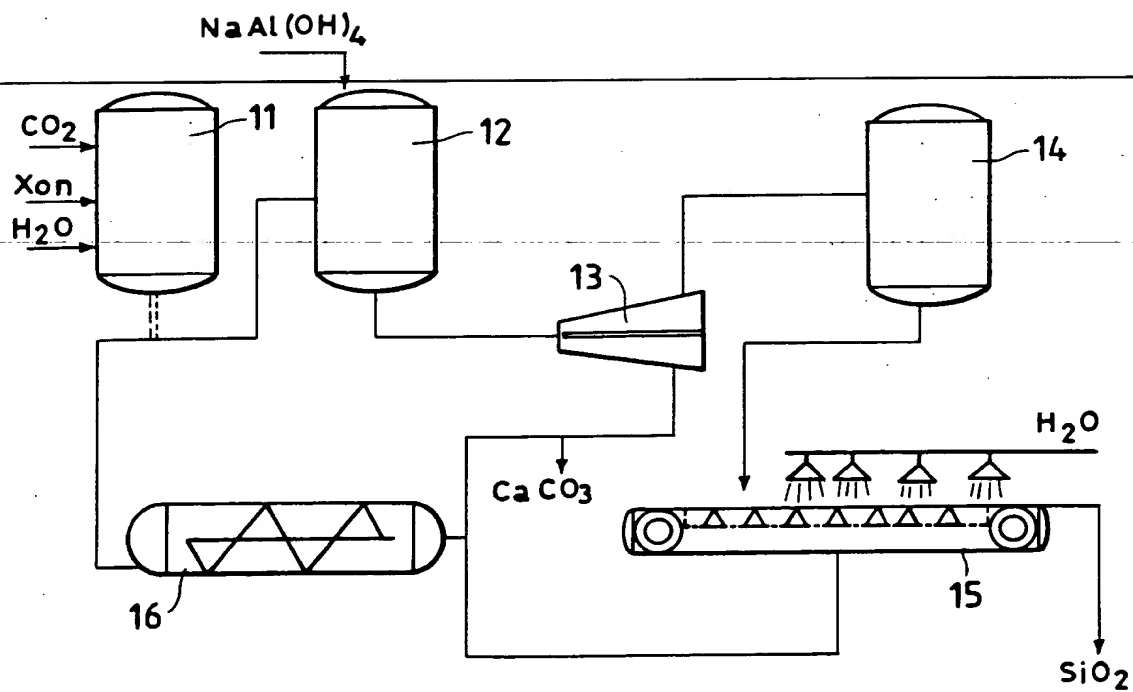 NaAl(OH)4
11
12
CO2
14
Xon
H2O
13
H2O
CaCO3
15
16
SiO2